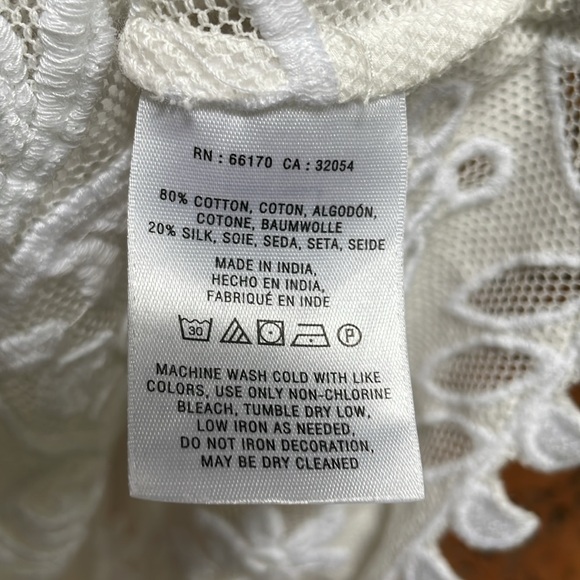 RN : 66170 CA : 32054
80% COTTON, COTON, ALGODÓN,
COTONE, BAUMWOLLE
20% SILK, SOIE, SEDA, SETA, SEIDE
MADE IN INDIA,
HECHO EN INDIA,
FABRIQUÉ EN INDE
30 P
MACHINE WASH COLD WITH LIKE
COLORS, USE ONLY NON-CHLORINE
BLEACH, TUMBLE DRY LOW,
LOW IRON AS NEEDED,
DO NOT IRON DECORATION,
MAY BE DRY CLEANED